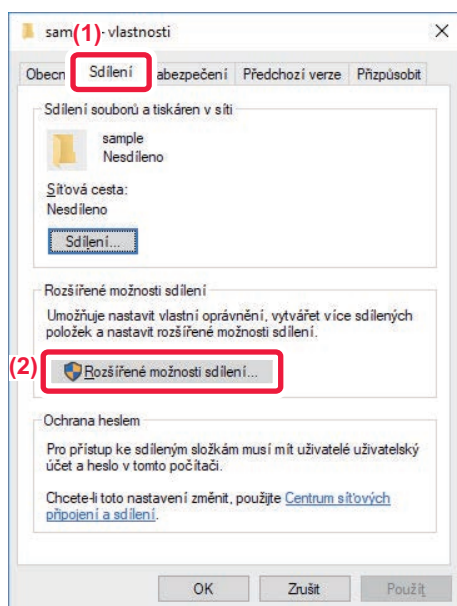 sam (1) - vlastnosti
Obecn Sdílení abezpečení Předchozí verze Přizpůsobit
Sdílení souborů a tiskáren v síti
sample
Nesdíleno
Síťová cesta:
Nesdíleno
Sdílení...
Rozšířené možnosti sdílení
Umožňuje nastavit vlastní oprávnění, vytvářet více sdílených
položek a nastavit rozšířené možnosti sdílení.
(2) Rozšířené možnosti sdílení...
Ochrana heslem
Pro přístup ke sdíleným složkám musí mít uživatelé uživatelský
účet a heslo v tomto počítači.
Chcete-li toto nastavení změnit, použijte Centrum síťových
připojení a sdílení.
OK Zrušit Použít